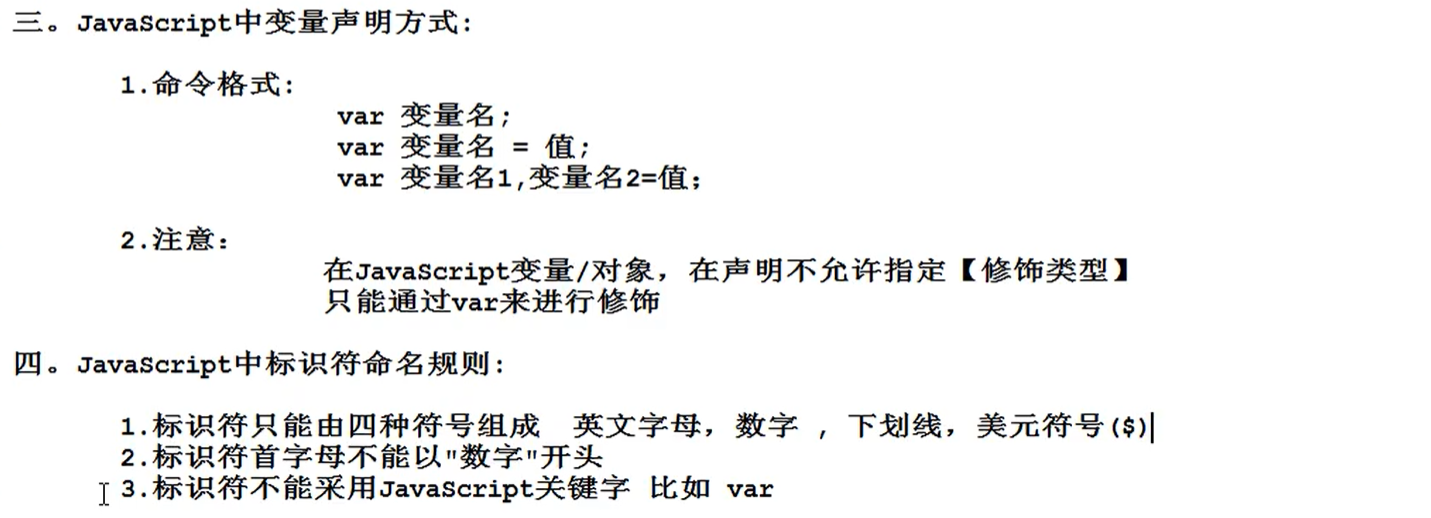 三。JavaScript中变量声明方式:
1.命令格式:
var 变量名;
var 变量名 = 值;
var 变量名1,变量名2=值;
2.注意:
在JavaScript变量/对象，在声明不允许指定【修饰类型】
只能通过var来进行修饰
四。JavaScript中标识符命名规则:
1.标识符只能由四种符号组成 英文字母，数字 , 下划线，美元符号($)
2.标识符首字母不能以"数字"开头
3.标识符不能采用JavaScript关键字 比如 var